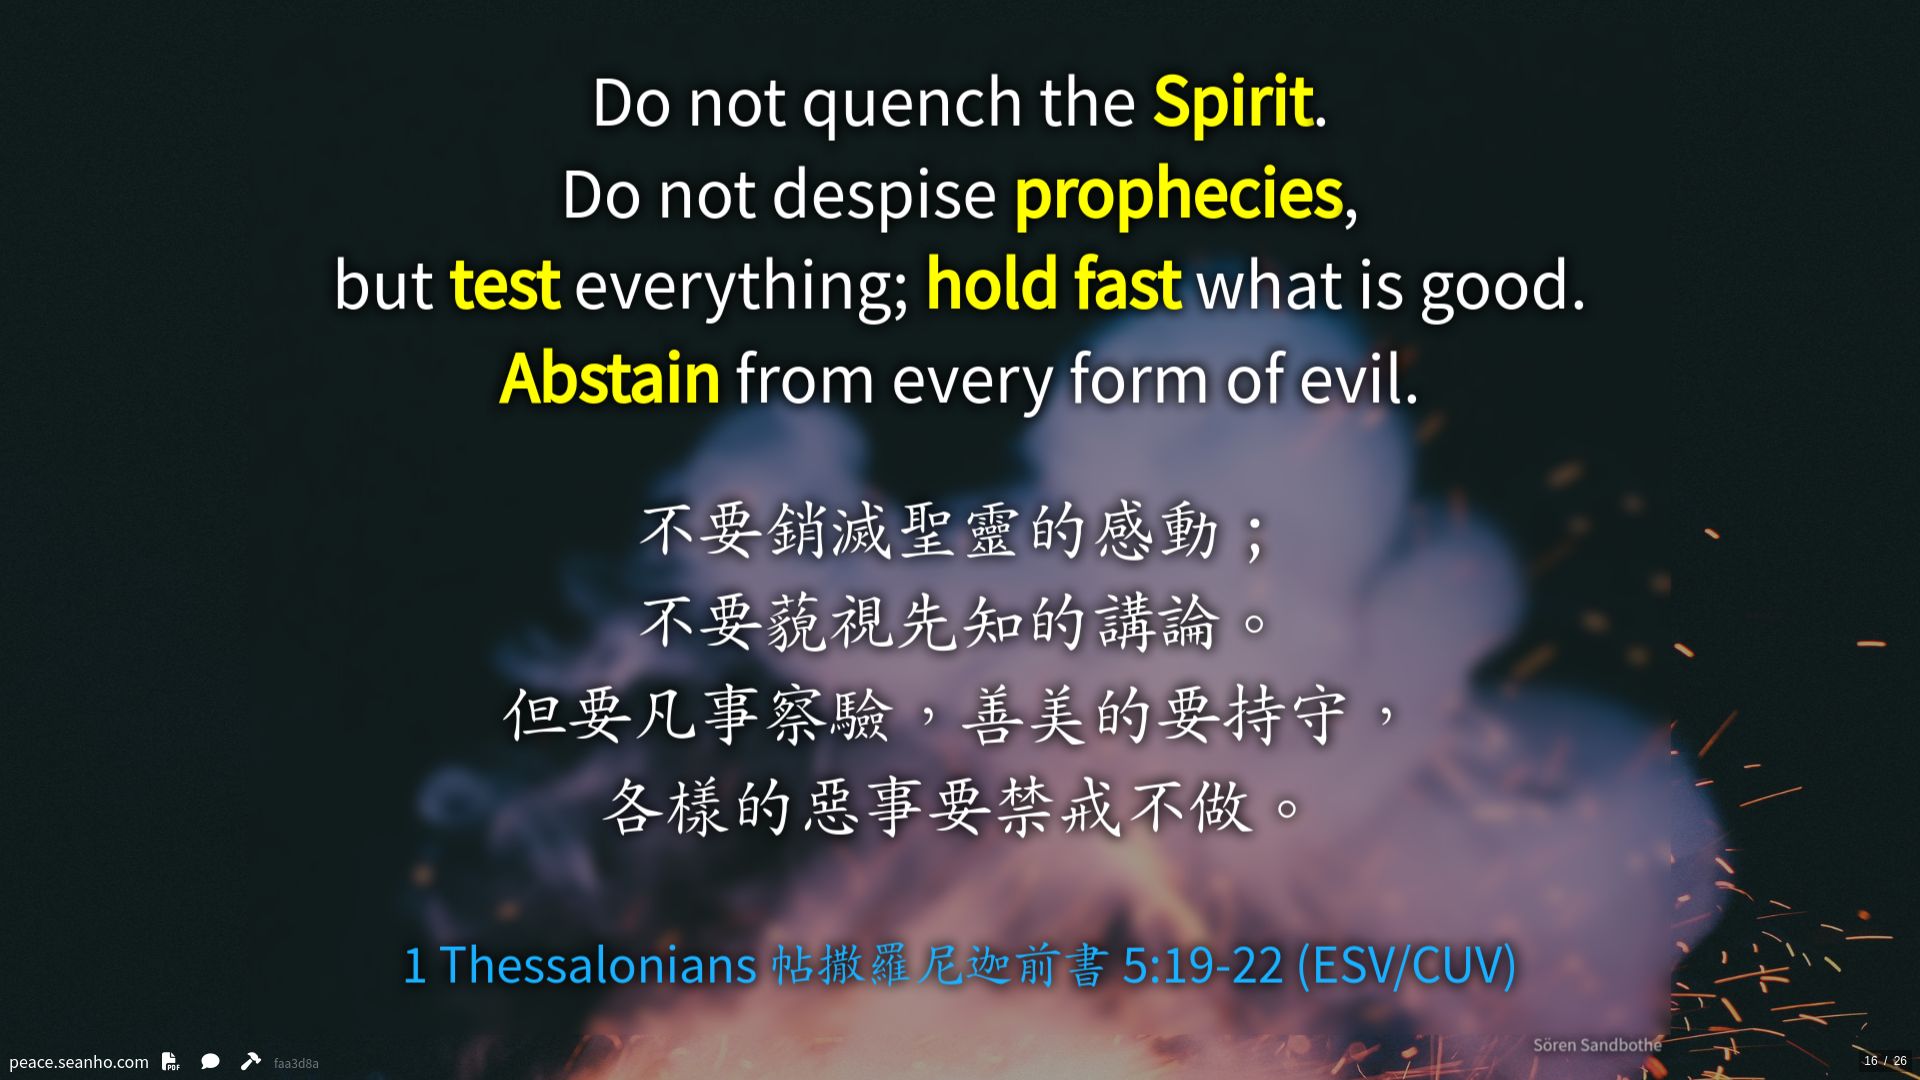 Do not quench the Spirit.
Do not despise prophecies,
but test everything; hold fast what is good.
Abstain from every form of evil.
不要銷滅聖靈的感動；
不要藐視先知的講論。
但要凡事察驗，善美的要持守，
各樣的惡事要禁戒不做。
1 Thessalonians 帖撒羅尼迦前書 5:19-22 (ESV/CUV)
Sören Sandbothe
peace.seanho.com PDF faa3d8a
16 / 26